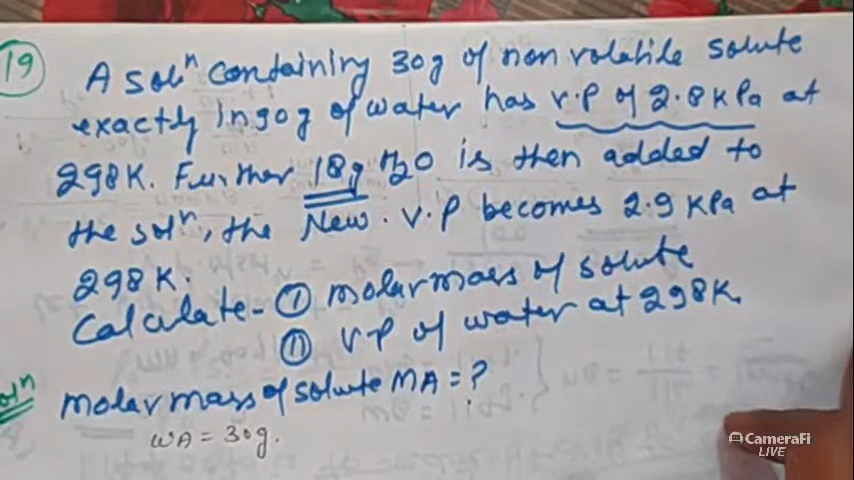 19
A solⁿ containing 30g of non volatile solute
exactly in 90g of water has v.p of 2.8 KPa at
298K. Further 18g H2O is then added to
the solⁿ, the New. v.p becomes 2.9 KPa at
298K.
Calculate - ① molar mass of solute
② v.p of water at 298K.
Solⁿ
Molar mass of solute MA = ?
WA = 30g.
CameraFi
LIVE